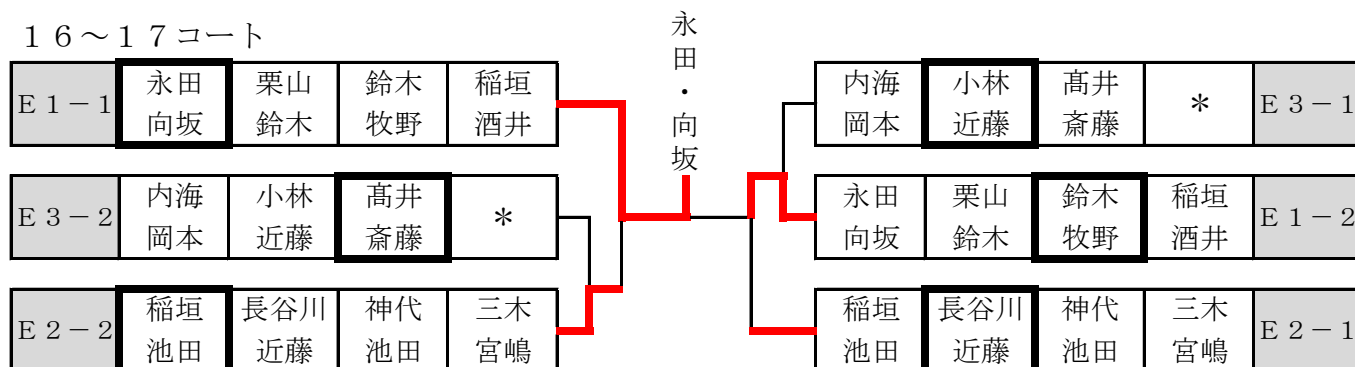 １６～１７コート
永田・向坂
Ｅ１－１ 永田 栗山 鈴木 稲垣
向坂 鈴木 牧野 酒井
内海 小林 髙井 ＊ Ｅ３－１
岡本 近藤 斎藤
Ｅ３－２ 内海 小林 髙井 ＊
岡本 近藤 斎藤
永田 栗山 鈴木 稲垣 Ｅ１－２
向坂 鈴木 牧野 酒井
Ｅ２－２ 稲垣 長谷川 神代 三木
池田 近藤 池田 宮嶋
稲垣 長谷川 神代 三木 Ｅ２－１
池田 近藤 池田 宮嶋